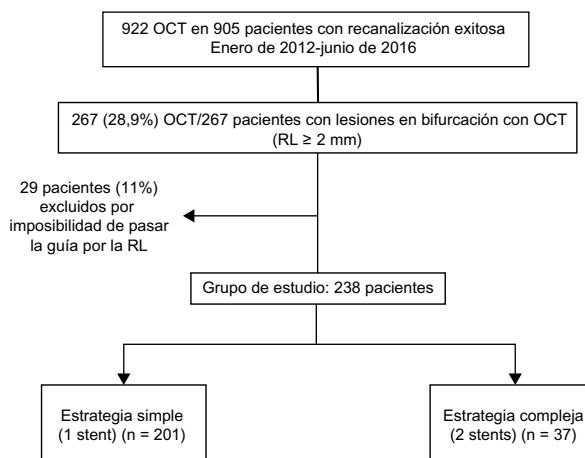 922 OCT en 905 pacientes con recanalización exitosa
Enero de 2012-junio de 2016
267 (28,9%) OCT/267 pacientes con lesiones en bifurcación con OCT
(RL ≥ 2 mm)
29 pacientes (11%)
excluidos por
imposibilidad de pasar
la guía por la RL
Grupo de estudio: 238 pacientes
Estrategia simple
(1 stent) (n = 201)
Estrategia compleja
(2 stents) (n = 37)